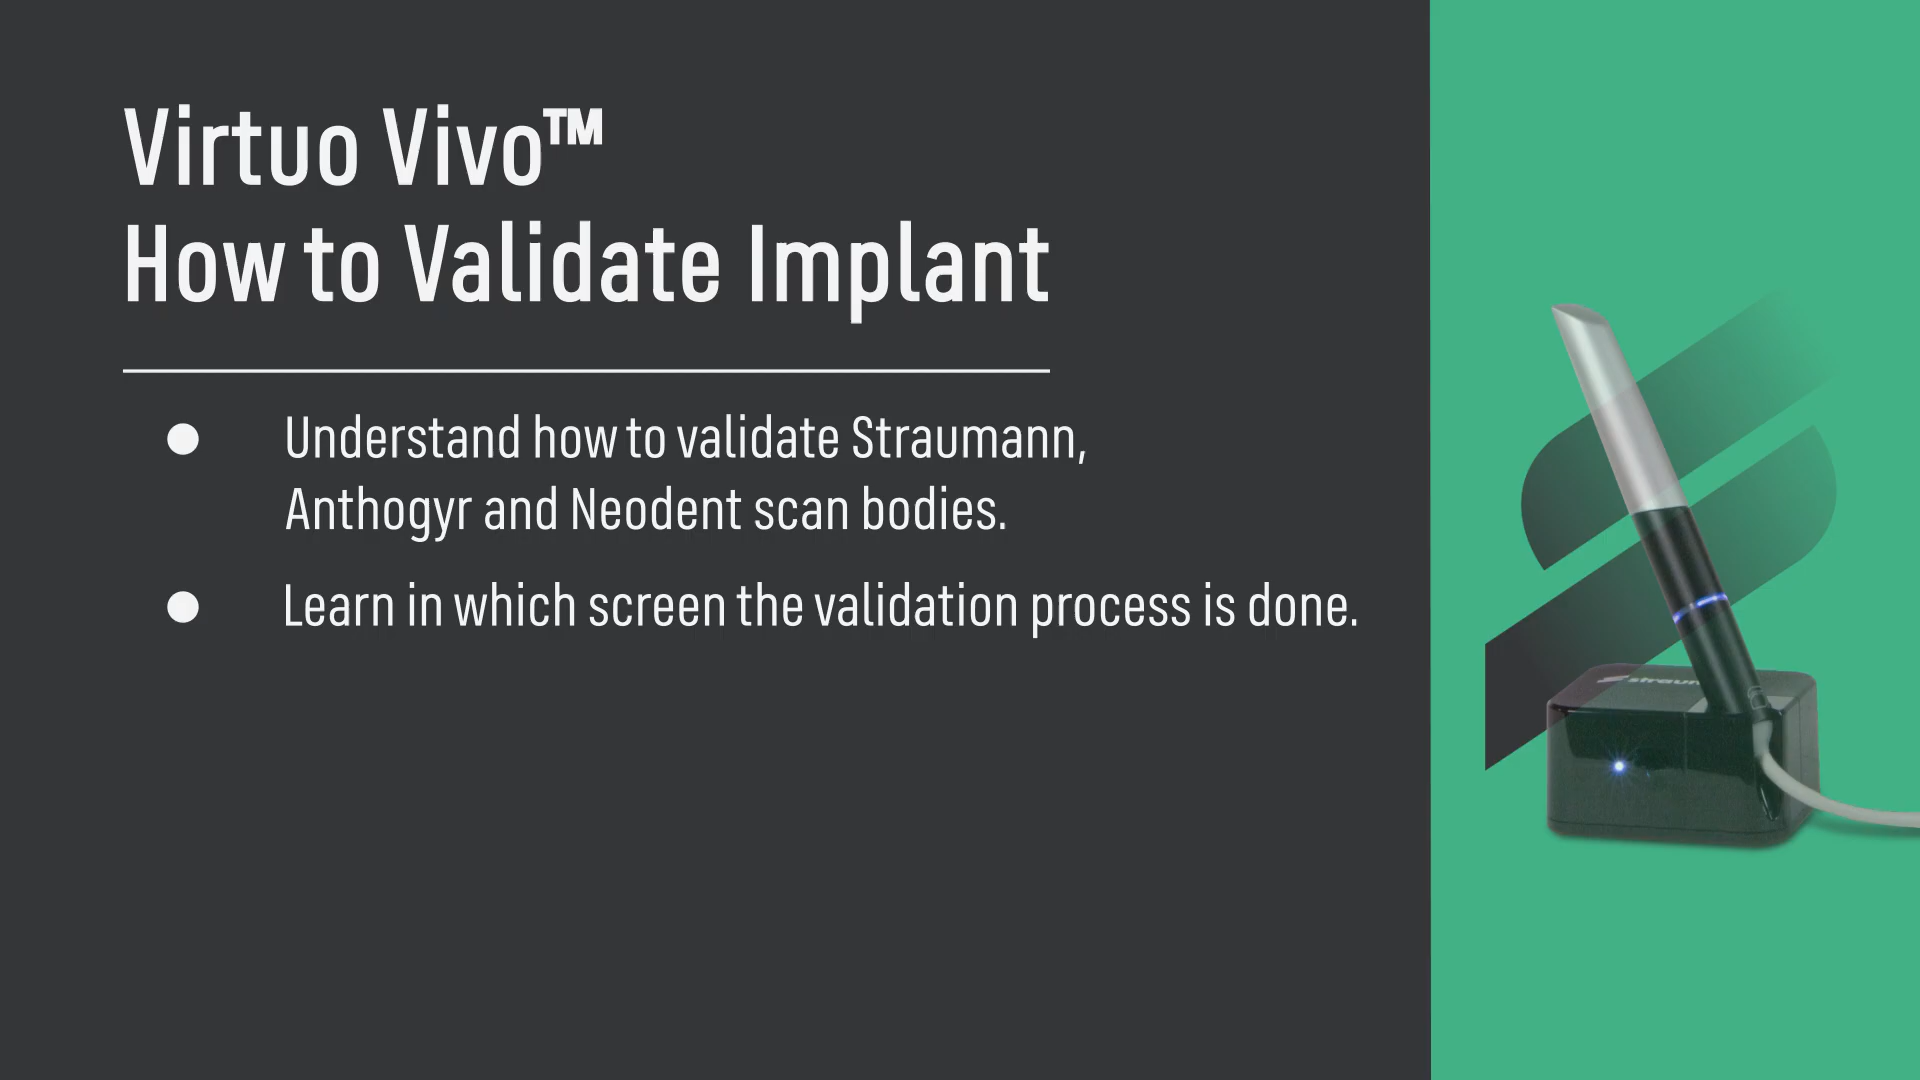 Virtuo Vivo™
How to Validate Implant
● Understand how to validate Straumann,
Anthogyr and Neodent scan bodies.
● Learn in which screen the validation process is done.